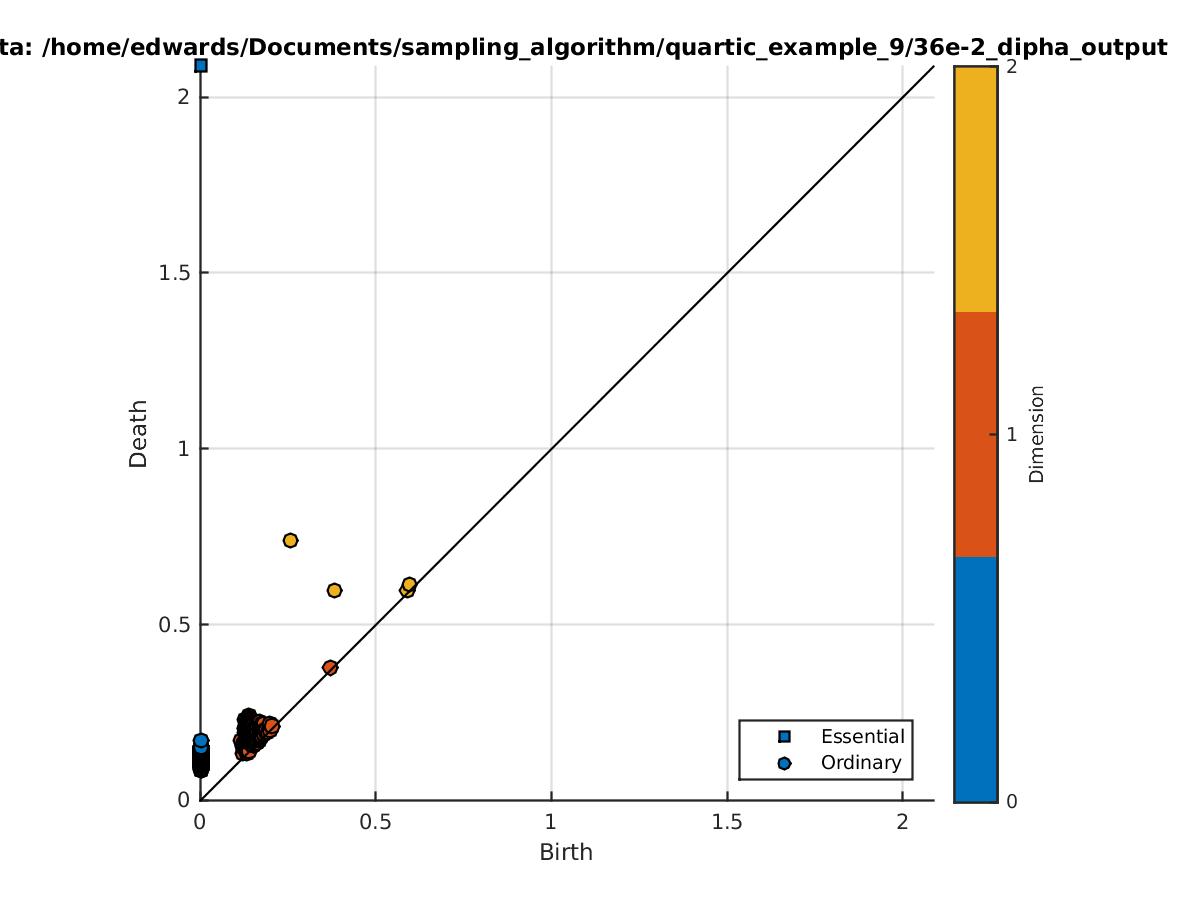 ta: /home/edwards/Documents/sampling_algorithm/quartic_example_9/36e-2_dipha_output
2
1.5
1
0.5
0
Death
0
0.5
1
1.5
2
Birth
Essential
Ordinary
2
1
0
Dimension